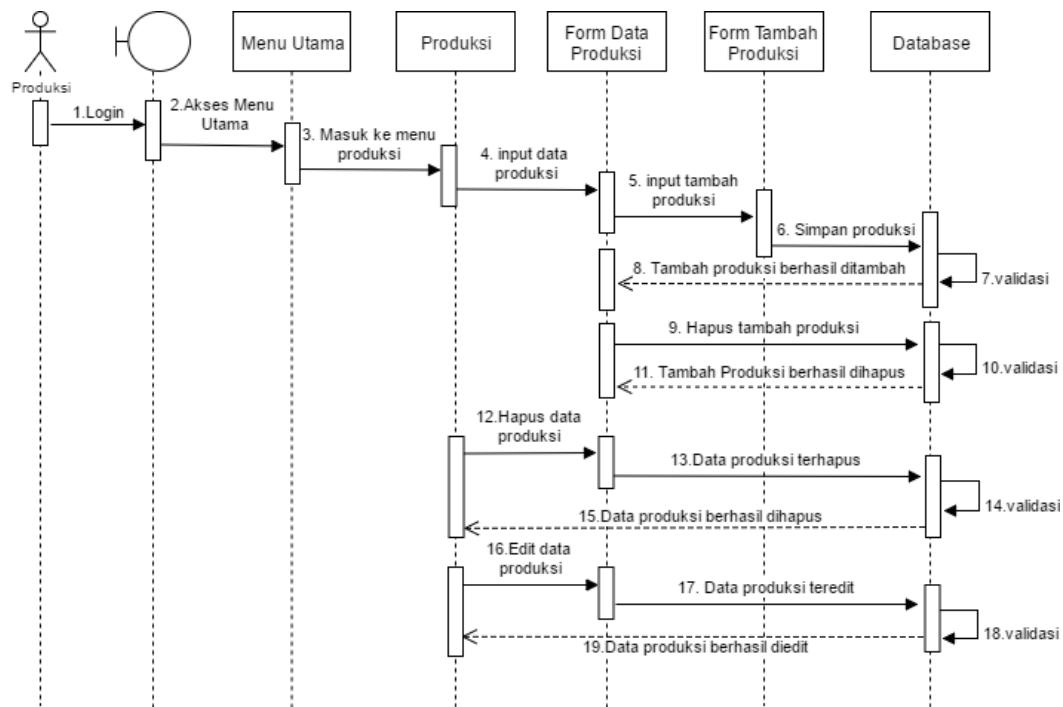 Produksi
Menu Utama
Produksi
Form Data
Produksi
Form Tambah
Produksi
Database
1.Login
2.Akses Menu
Utama
3. Masuk ke menu
produksi
4. input data
produksi
5. input tambah
produksi
6. Simpan produksi
7.validasi
8. Tambah produksi berhasil ditambah
9. Hapus tambah produksi
10.validasi
11. Tambah Produksi berhasil dihapus
12.Hapus data
produksi
13.Data produksi terhapus
14.validasi
15.Data produksi berhasil dihapus
16.Edit data
produksi
17. Data produksi teredit
18.validasi
19.Data produksi berhasil diedit